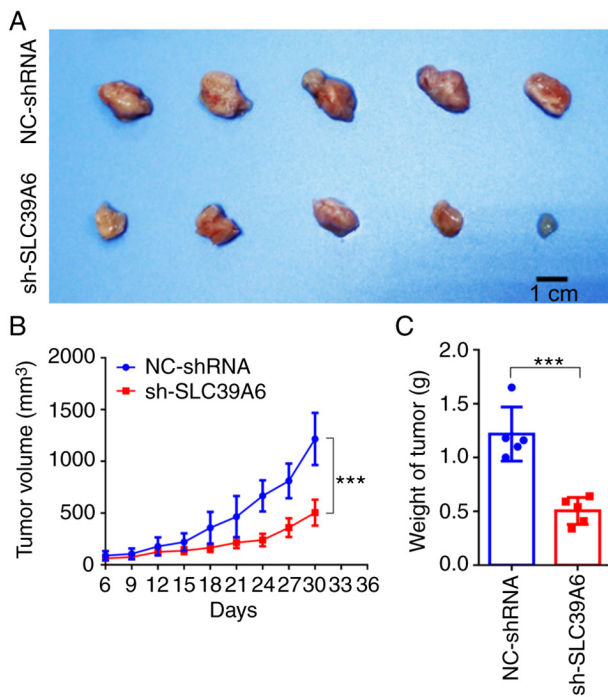 A
NC-shRNA
sh-SLC39A6
1 cm
B
Tumor volume (mm³)
2000
1500
1000
500
0
NC-shRNA
sh-SLC39A6
***
6 9 12 15 18 21 24 27 30 33 36
Days
C
Weight of tumor (g)
2.0
1.5
1.0
0.5
0.0
***
NC-shRNA
sh-SLC39A6